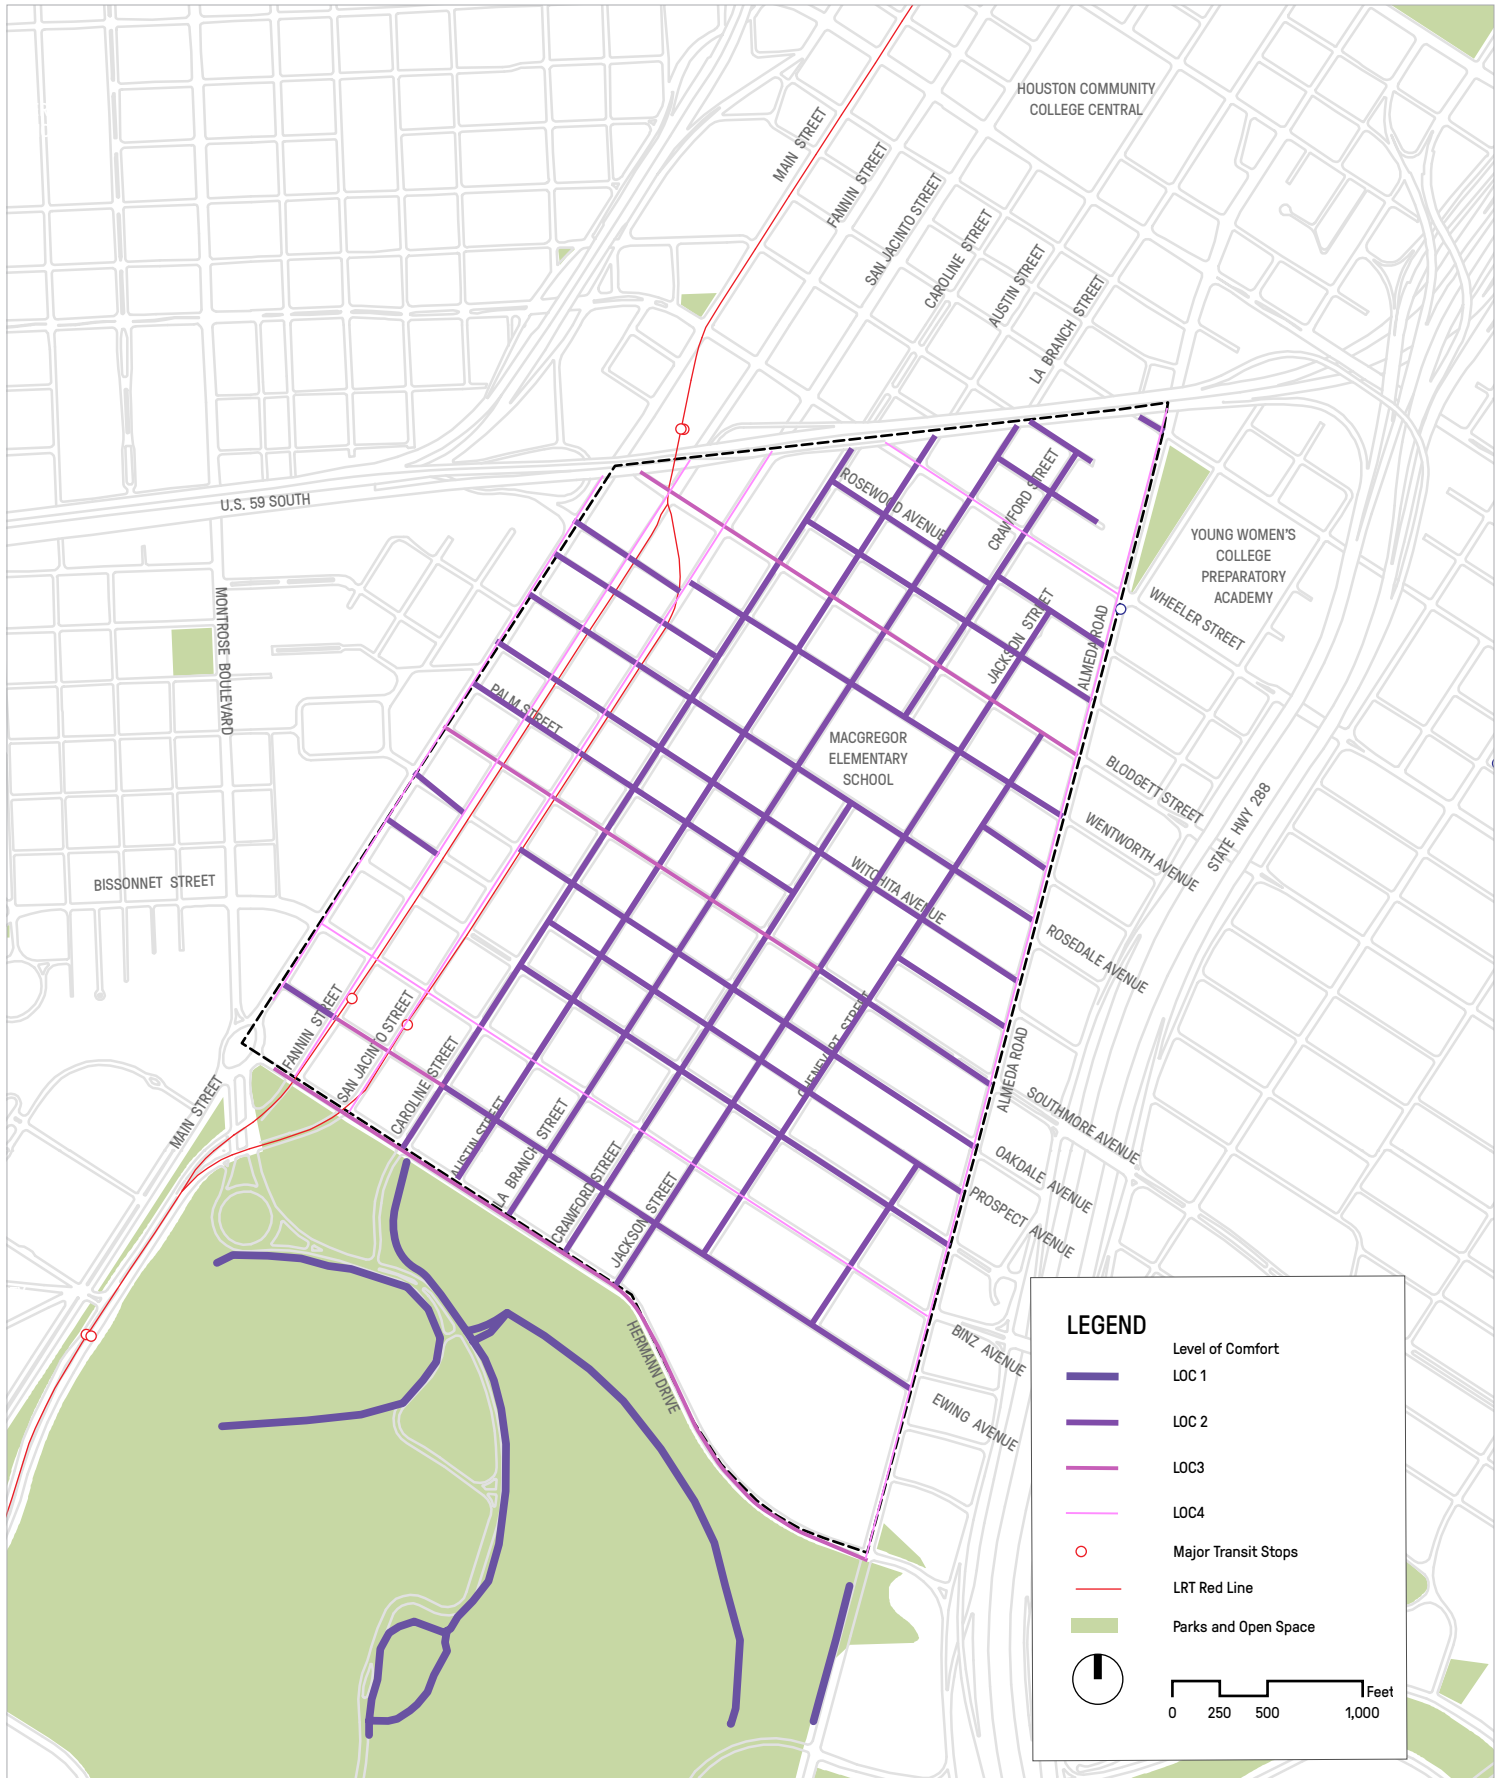 HOUSTON COMMUNITY
COLLEGE CENTRAL
MAIN STREET
FANNIN STREET
SAN JACINTO STREET
CAROLINE STREET
AUSTIN STREET
LA BRANCH STREET
U.S. 59 SOUTH
ROSEWOOD AVENUE
CRAWFORD STREET
YOUNG WOMEN'S
COLLEGE
PREPARATORY
ACADEMY
WHEELER STREET
MONTROSE BOULEVARD
JACKSON STREET
ALMEDA ROAD
PALM STREET
MACGREGOR
ELEMENTARY
SCHOOL
BLODGETT STREET
STATE HWY 288
WENTWORTH AVENUE
BISSONNET STREET
WITCHITA AVENUE
ROSEDALE AVENUE
FANNIN STREET
SAN JACINTO STREET
CHENEVERT STREET
ALMEDA ROAD
CAROLINE STREET
MAIN STREET
AUSTIN STREET
LA BRANCH STREET
CRAWFORD STREET
JACKSON STREET
SOUTHMORE AVENUE
OAKDALE AVENUE
PROSPECT AVENUE
HERMANN DRIVE
BINZ AVENUE
EWING AVENUE
LEGEND
Level of Comfort
LOC 1
LOC 2
LOC3
LOC4
Major Transit Stops
LRT Red Line
Parks and Open Space
Feet
0 250 500 1,000